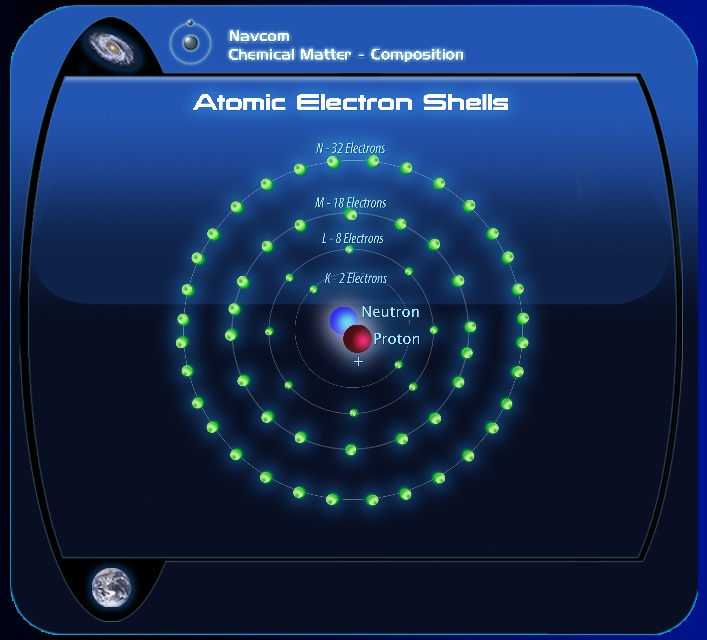 Navcom
Chemical Matter - Composition
Atomic Electron Shells
N - 32 Electrons
M - 18 Electrons
L - 8 Electrons
K - 2 Electrons
Neutron
Proton
+